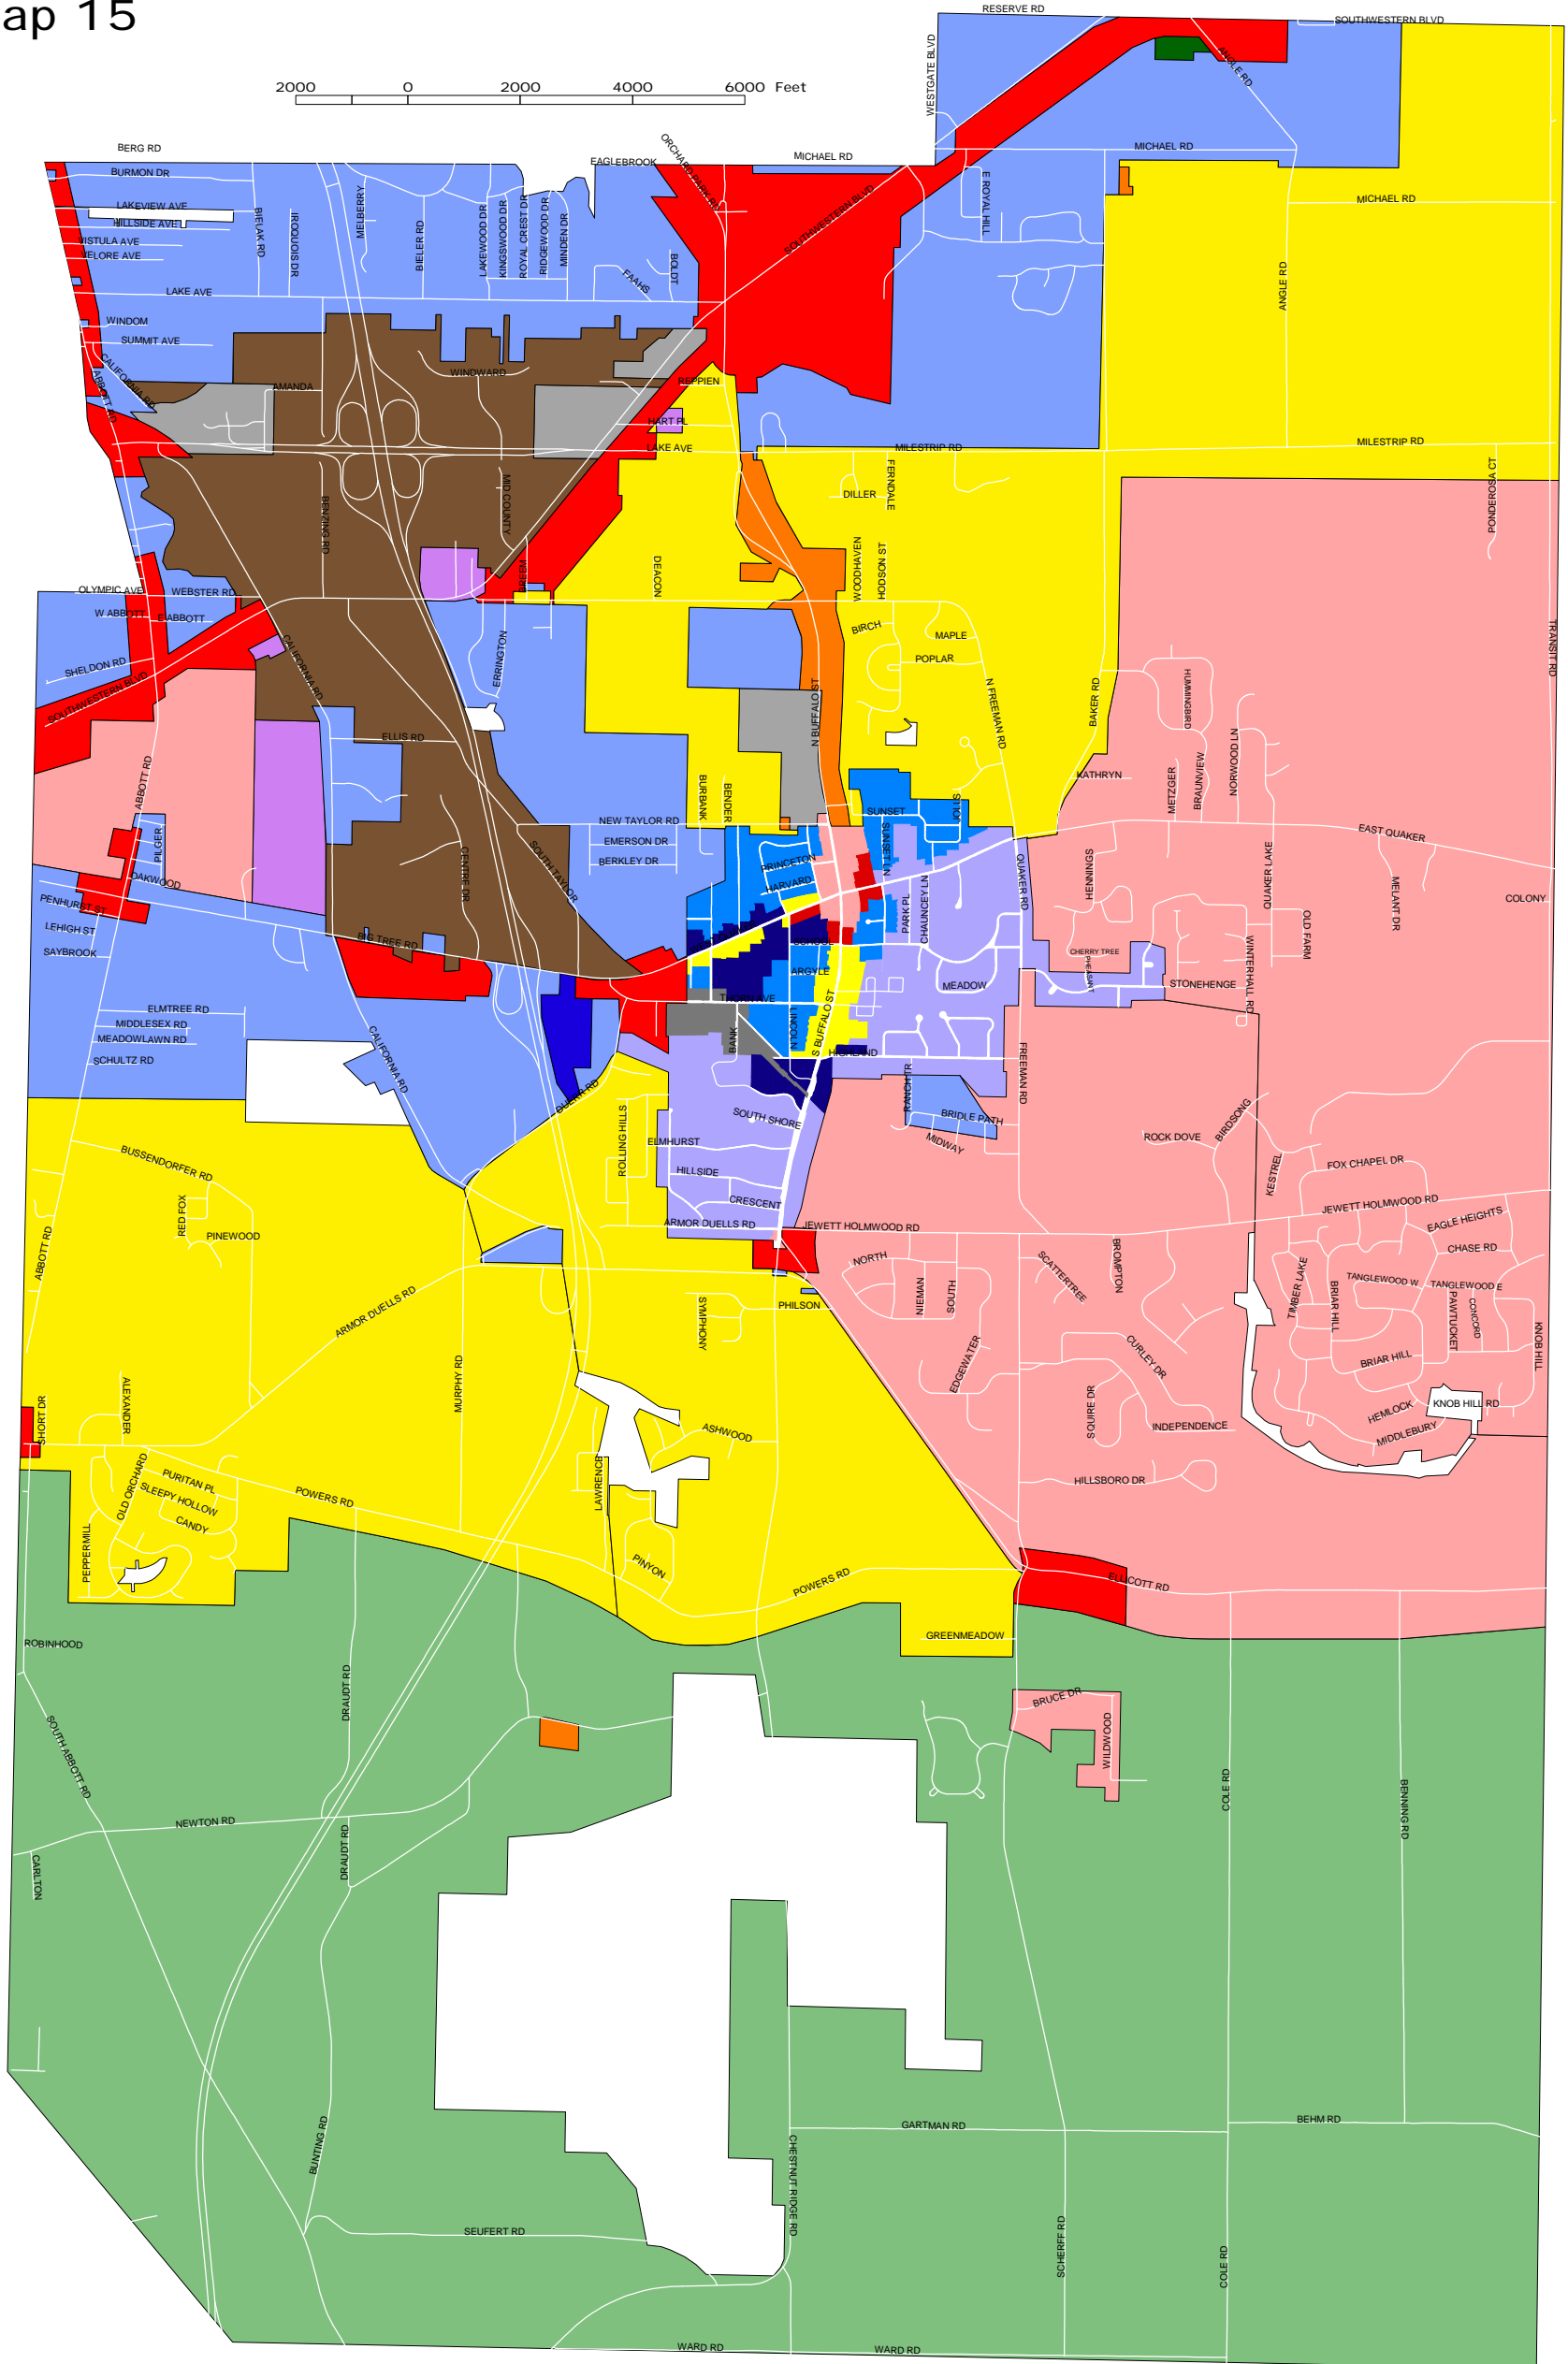 ap 15
RESERVE RD
SOUTHWESTERN BLVD
WESTGATE BLVD
ANGLE RD
2000 0 2000 4000 6000 Feet
BERG RD
EAGLEBROOK
ORCHARD PARK RD
MICHAEL RD
MICHAEL RD
BURMON DR
LAKEVIEW AVE
HILLSIDE AVE
VISTULA AVE
VELORE AVE
BIELAK RD
IROQUOIS DR
MELBERRY
BIELER RD
LAKEWOOD DR
KINGSWOOD DR
ROYAL CREST DR
RIDGEWOOD DR
MINDEN DR
FAAHS
BOLDT
SOUTHWESTERN BLVD
E ROYAL HILL
MICHAEL RD
ANGLE RD
LAKE AVE
WINDOM
SUMMIT AVE
CALIFORNIA RD
ABBOTT RD
AMANDA
WINDWARD
REPPIEN
HART PL
LAKE AVE
MILESTRIP RD
MILESTRIP RD
PONDEROSA CT
BENZING RD
MID COUNTY
DILLER
FERNDALE
DEACON
WOODHAVEN
HODSON ST
OLYMPIC AVE
WEBSTER RD
W ABBOTT
E ABBOTT
BIRCH
MAPLE
POPLAR
TRANSIT RD
SHELDON RD
SOUTHWESTERN BLVD
CALIFORNIA RD
ERRINGTON
N BUFFALO ST
N FREEMAN RD
BAKER RD
HUMMINGBIRD
ELLIS RD
ABBOTT RD
BURBANK
BENDER
KATHRYN
METZGER
BRAUNVIEW
NORWOOD LN
PILGER
NEW TAYLOR RD
EMERSON DR
BERKLEY DR
SUNSET
SUNSET LN
EAST QUAKER
PRINCETON
HARVARD
OAKWOOD
CENTRE DR
SOUTH TAYLOR
PARK PL
CHAUNCEY LN
QUAKER RD
HENNINGS
QUAKER LAKE
MELANT DR
COLONY
PENHURST ST
LEHIGH ST
SAYBROOK
BIG TREE RD
SCHOOL
ARGYLE
CHERRY TREE
PHEASANT
OLD FARM
WINTERHALL RD
STONEHENGE
MEADOW
THORN AVE
ELMTREE RD
MIDDLESEX RD
MEADOWLAWN RD
SCHULTZ RD
CALIFORNIA RD
BANK
LINCOLN
S BUFFALO ST
HIGHLAND
FREEMAN RD
DUERR RD
ROLLING HILLS
SOUTH SHORE
RANCH TR
BRIDLE PATH
MIDWAY
ROCK DOVE
BIRDSONG
KESTREL
FOX CHAPEL DR
BUSSENDORFER RD
ELMHURST
HILLSIDE
CRESCENT
RED FOX
PINEWOOD
ARMOR DUELLS RD
JEWETT HOLMWOOD RD
JEWETT HOLMWOOD RD
EAGLE HEIGHTS
CHASE RD
ABBOTT RD
NORTH
NIEMAN
SOUTH
SCATTERTREE
BROMPTON
TIMBER LAKE
BRIAR HILL
TANGLEWOOD W
TANGLEWOOD E
PAWTUCKET
CONCORD
KNOB HILL
ARMOR DUELLS RD
SYMPHONY
PHILSON
EDGEWATER
CURLEY DR
BRIAR HILL
MURPHY RD
ALEXANDER
SHORT DR
SQUIRE DR
INDEPENDENCE
KNOB HILL RD
HEMLOCK
MIDDLEBURY
ASHWOOD
LAWRENCE
OLD ORCHARD
PURITAN PL
SLEEPY HOLLOW
CANDY
POWERS RD
HILLSBORO DR
PEPPERMILL
PINYON
POWERS RD
ELLICOTT RD
ROBINHOOD
GREENMEADOW
DRAUDT RD
BRUCE DR
WILDWOOD
SOUTH ABBOTT RD
COLE RD
BENNING RD
NEWTON RD
DRAUDT RD
CARLTON
GARTMAN RD
BEHM RD
BUNTING RD
CHESTNUT RIDGE RD
SEUFERT RD
SCHERFF RD
COLE RD
WARD RD
WARD RD